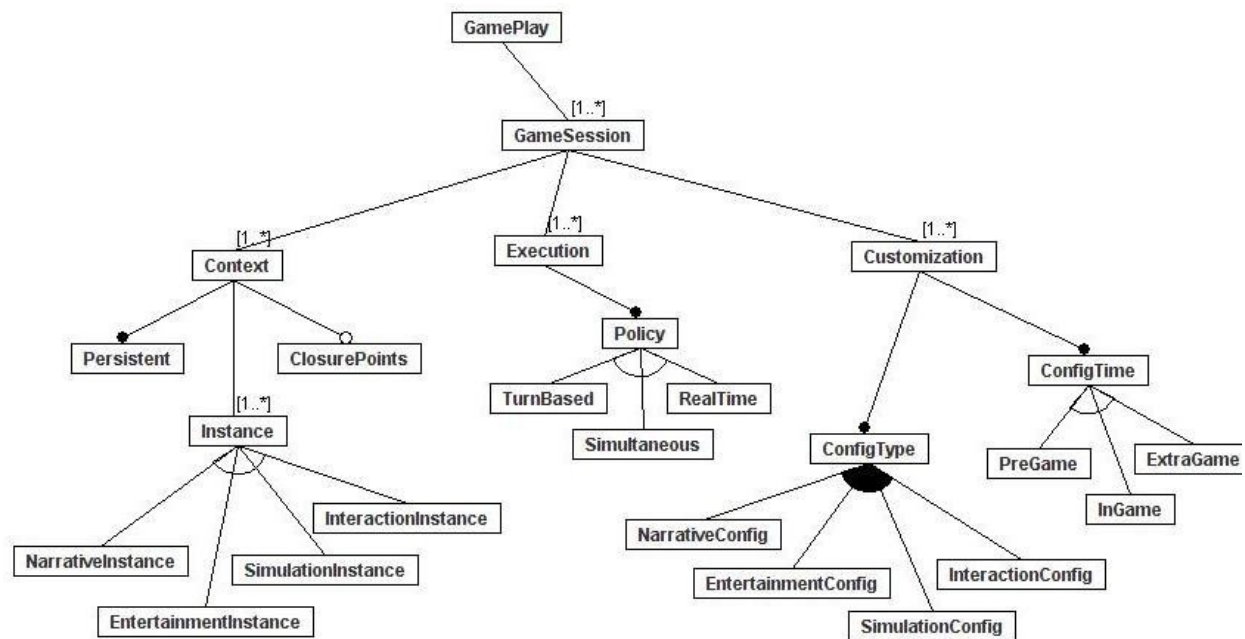 GamePlay
[1..*]
GameSession
[1..*]
[1..*]
[1..*]
Context
Execution
Customization
Persistent
ClosurePoints
Policy
ConfigTime
TurnBased
RealTime
[1..*]
Instance
Simultaneous
ConfigType
PreGame
ExtraGame
InGame
InteractionInstance
NarrativeConfig
NarrativeInstance
SimulationInstance
EntertainmentConfig
InteractionConfig
EntertainmentInstance
SimulationConfig